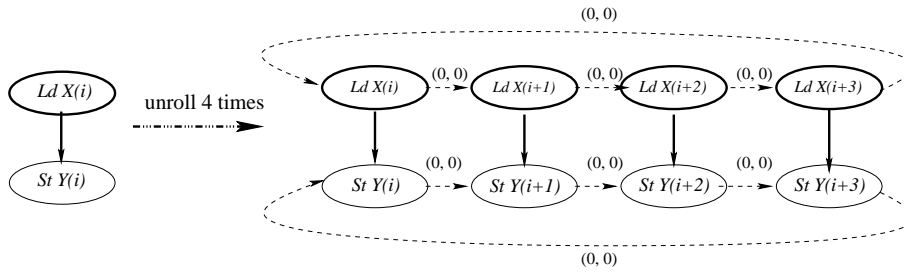 (0, 0)
Ld X(i)
unroll 4 times
St Y(i)
Ld X(i) (0, 0) Ld X(i+1) (0, 0) Ld X(i+2) (0, 0) Ld X(i+3)
St Y(i) (0, 0) St Y(i+1) (0, 0) St Y(i+2) (0, 0) St Y(i+3)
(0, 0)